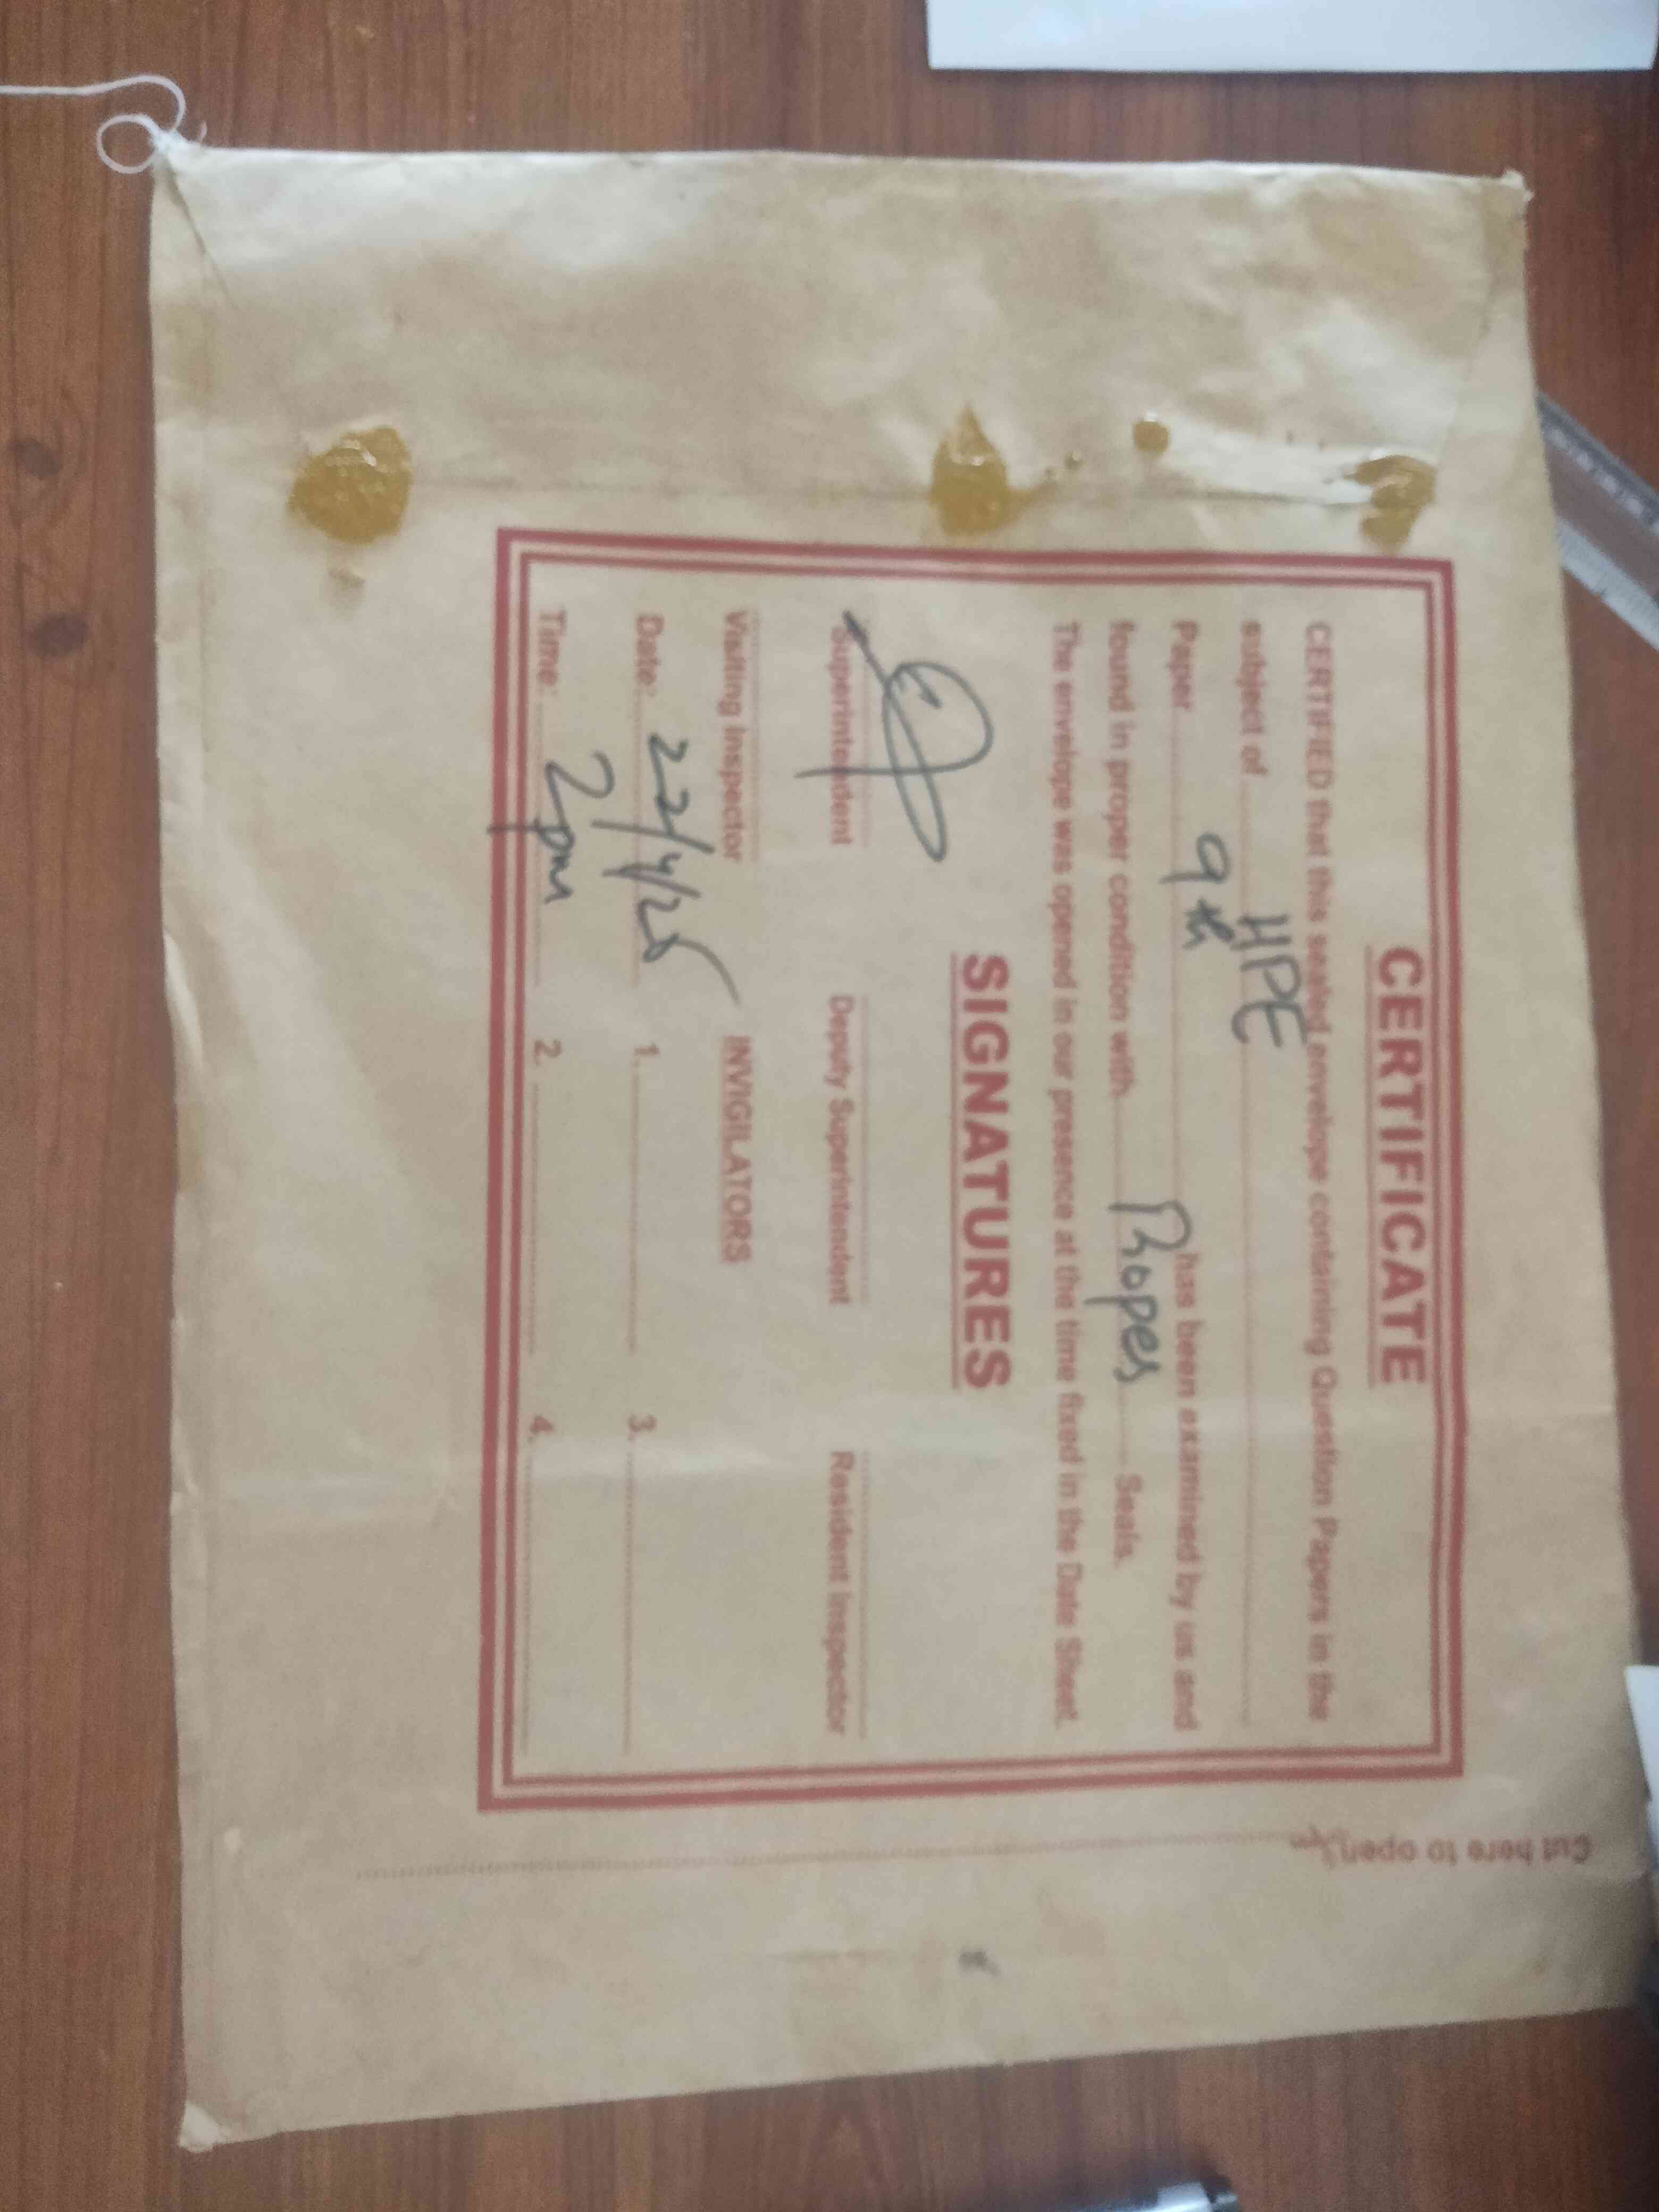 CERTIFICATE
CERTIFIED that this sealed envelope containing Question Papers in the
subject of HPE
Paper 9th has been examined by us and
found in proper condition with Seals.
The envelope was opened in our presence at the time fixed in the Date Sheet.
SIGNATURES
Superintendent Deputy Superintendent Resident Inspector
Visiting Inspector INVIGILATORS
Date: 22/4/25 1. 3.
Time: 2pm 2. 4.
Cut here to open